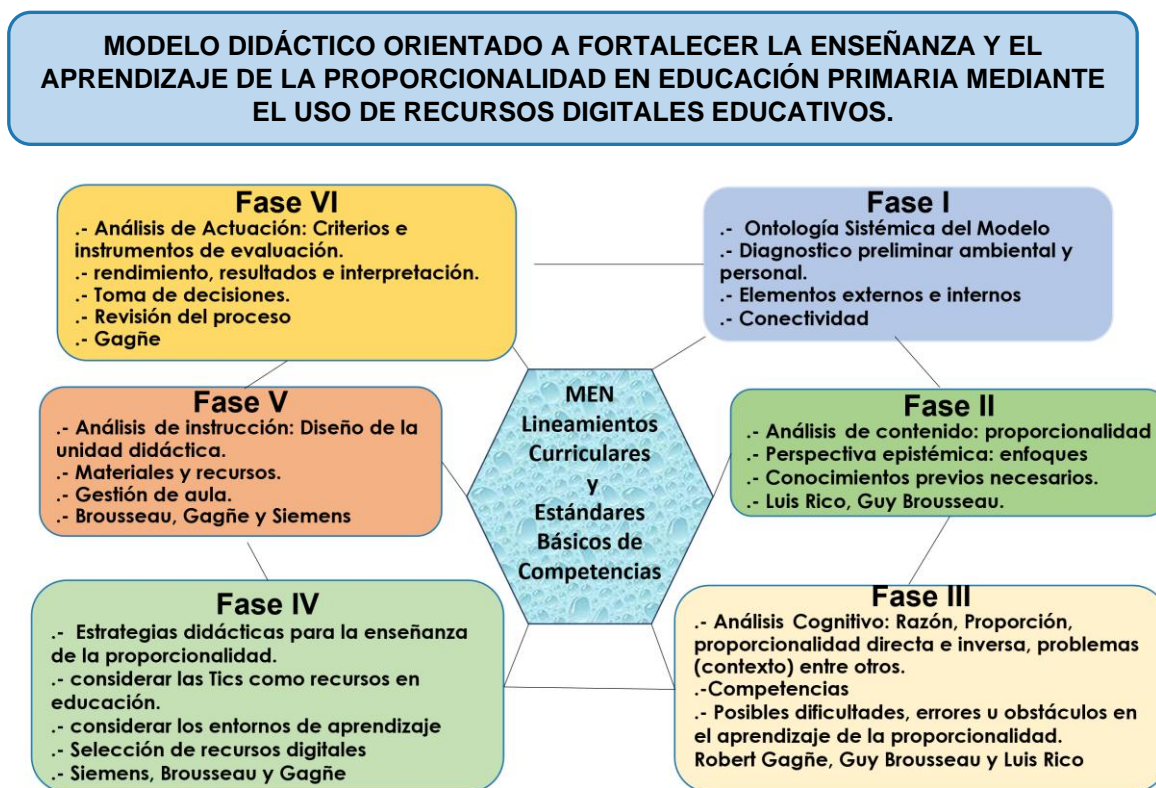 MODELO DIDÁCTICO ORIENTADO A FORTALECER LA ENSEÑANZA Y EL
APRENDIZAJE DE LA PROPORCIONALIDAD EN EDUCACIÓN PRIMARIA MEDIANTE
EL USO DE RECURSOS DIGITALES EDUCATIVOS.
Fase VI
.- Análisis de Actuación: Criterios e
instrumentos de evaluación.
.- rendimiento, resultados e interpretación.
.- Toma de decisiones.
.- Revisión del proceso
.- Gagñe
Fase I
.- Ontología Sistémica del Modelo
.- Diagnostico preliminar ambiental y
personal.
.- Elementos externos e internos
.- Conectividad
Fase V
.- Análisis de instrucción: Diseño de la
unidad didáctica.
.- Materiales y recursos.
.- Gestión de aula.
.- Brousseau, Gagñe y Siemens
MEN
Lineamientos
Curriculares
y
Estándares
Básicos de
Competencias
Fase II
.- Análisis de contenido: proporcionalidad
.- Perspectiva epistémica: enfoques
.- Conocimientos previos necesarios.
.- Luis Rico, Guy Brousseau.
Fase IV
.- Estrategias didácticas para la enseñanza
de la proporcionalidad.
.- considerar las Tics como recursos en
educación.
.- considerar los entornos de aprendizaje
.- Selección de recursos digitales
.- Siemens, Brousseau y Gagñe
Fase III
.- Análisis Cognitivo: Razón, Proporción,
proporcionalidad directa e inversa, problemas
(contexto) entre otros.
.-Competencias
.- Posibles dificultades, errores u obstáculos en
el aprendizaje de la proporcionalidad.
Robert Gagñe, Guy Brousseau y Luis Rico